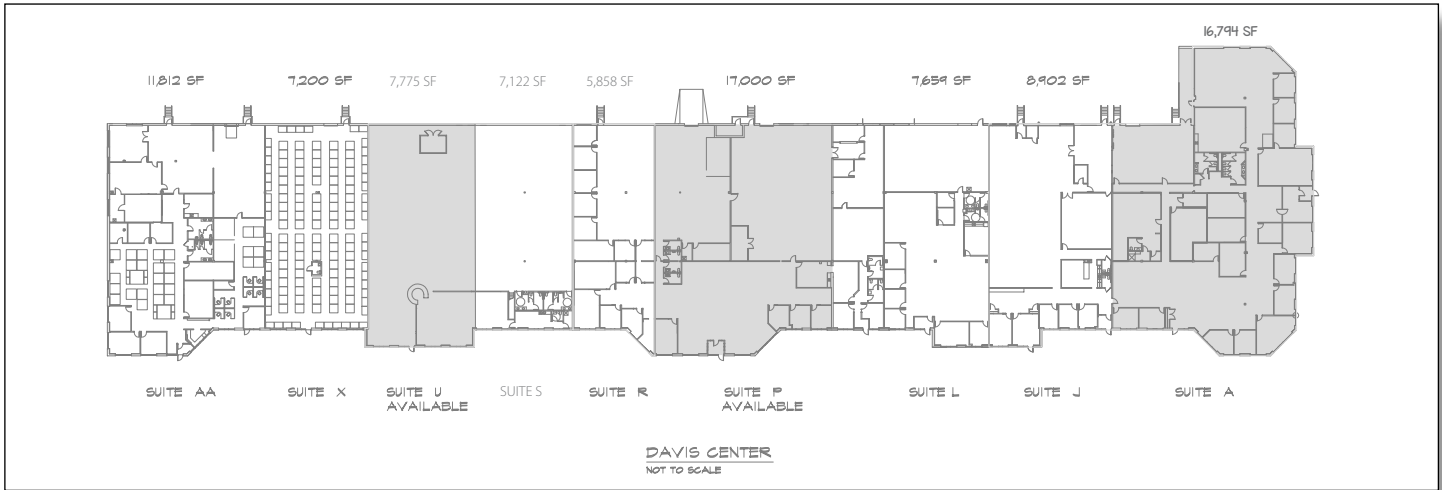 16,794 SF
11,812 SF
7,200 SF
7,775 SF
7,122 SF
5,858 SF
17,000 SF
7,659 SF
8,902 SF
SUITE AA
SUITE X
SUITE U
AVAILABLE
SUITE S
SUITE R
SUITE P
AVAILABLE
SUITE L
SUITE J
SUITE A
DAVIS CENTER
NOT TO SCALE